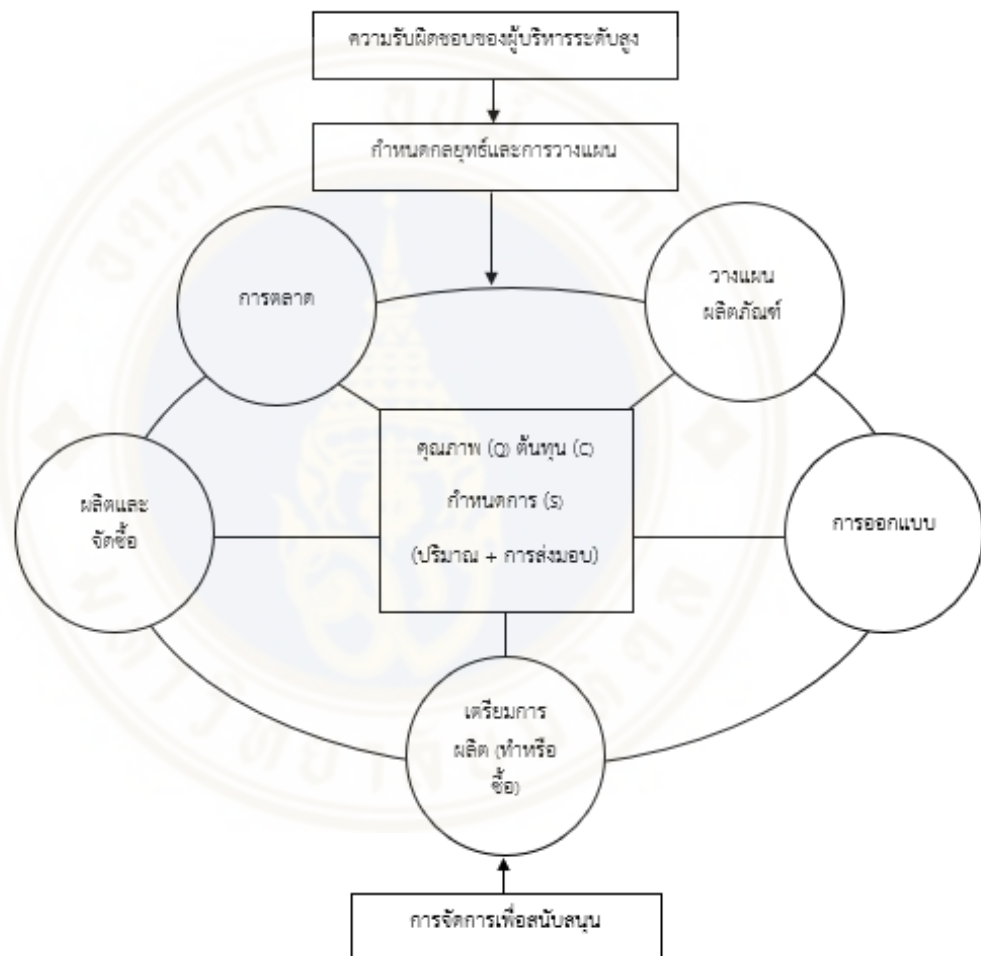 ความรับผิดชอบของผู้บริหารระดับสูง
กำหนดกลยุทธ์และการวางแผน
การตลาด
วางแผน
ผลิตภัณฑ์
คุณภาพ (Q) ต้นทุน (C)
กำหนดการ (S)
(ปริมาณ + การส่งมอบ)
ผลิตและ
จัดซื้อ
การออกแบบ
เตรียมการ
ผลิต (ทำหรือ
ซื้อ)
การจัดการเพื่อสนับสนุน